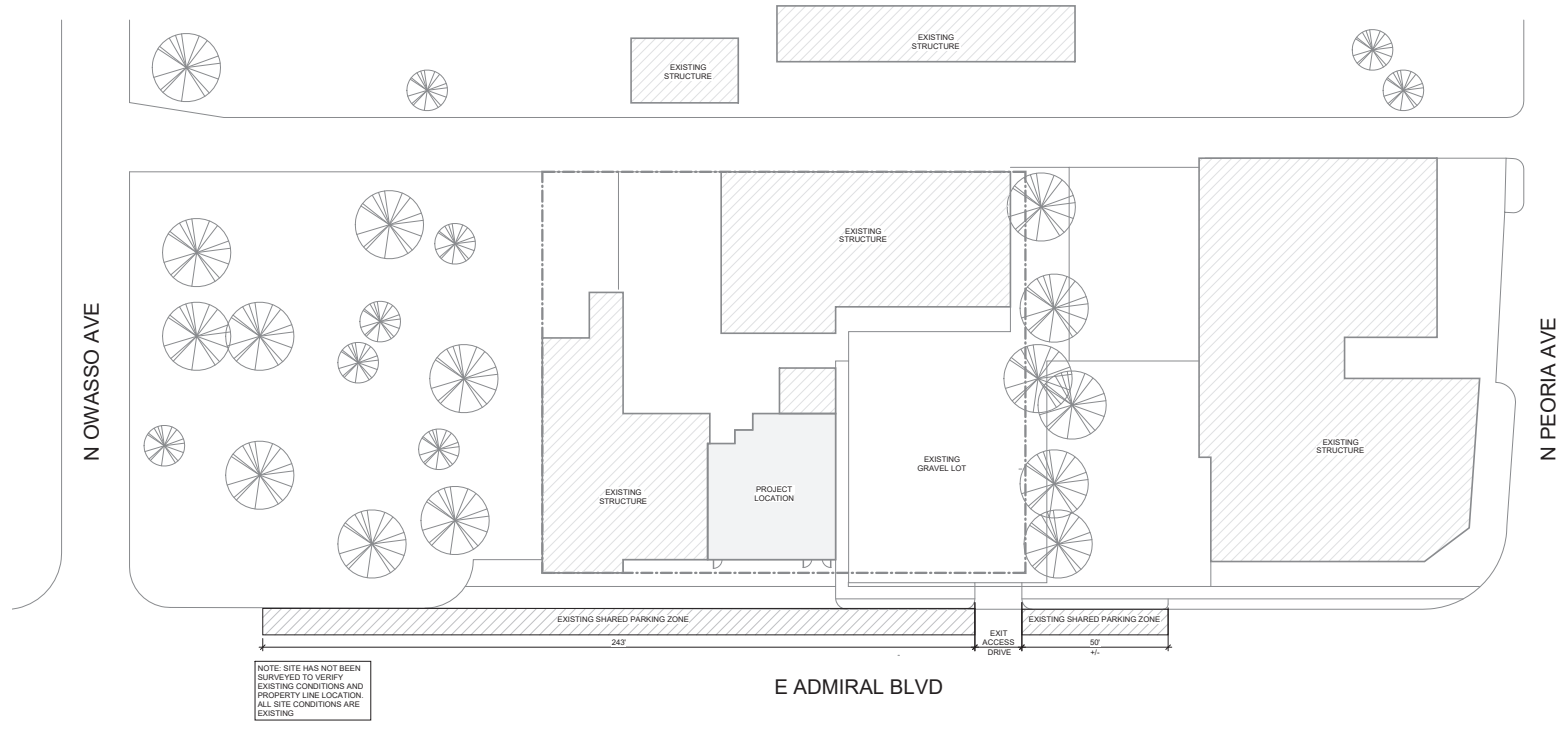 EXISTING
STRUCTURE
EXISTING
STRUCTURE
EXISTING
STRUCTURE
N OWASSO AVE
N PEORIA AVE
EXISTING
STRUCTURE
EXISTING
GRAVEL LOT
PROJECT
LOCATION
EXISTING
STRUCTURE
EXISTING SHARED PARKING ZONE
EXISTING SHARED PARKING ZONE
243'
EXIT
ACCESS
DRIVE
50'
+/-
NOTE: SITE HAS NOT BEEN
SURVEYED TO VERIFY
EXISTING CONDITIONS AND
PROPERTY LINE LOCATION.
ALL SITE CONDITIONS ARE
EXISTING
E ADMIRAL BLVD